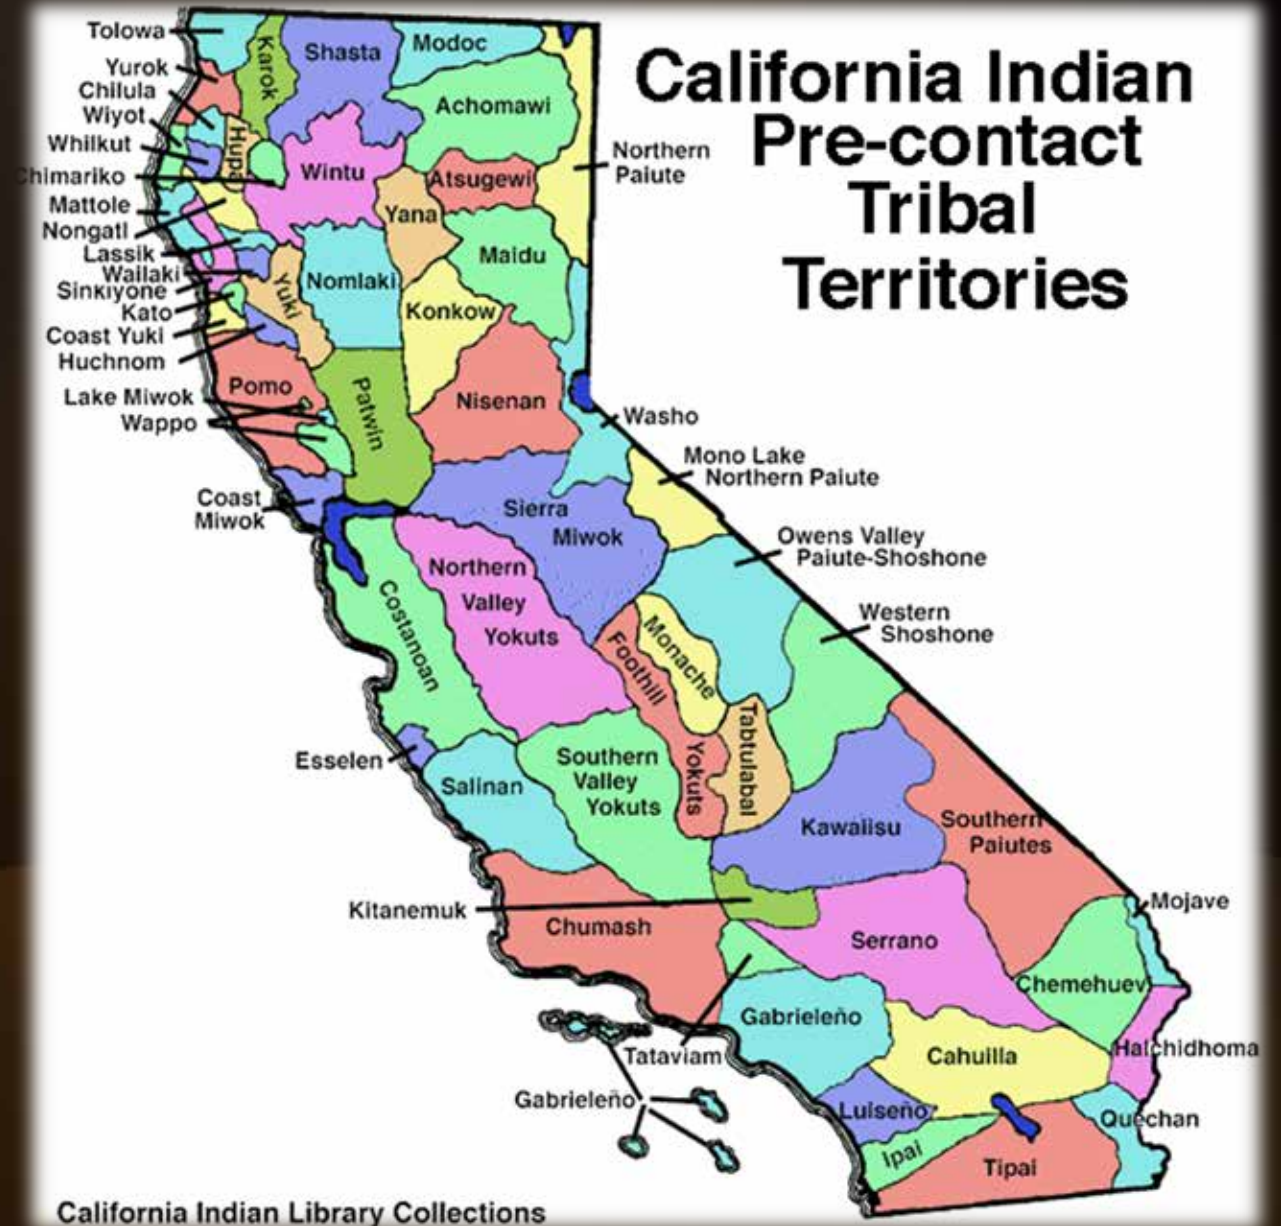 California Indian
Pre-contact
Tribal
Territories
Tolowa
Yurok
Chilula
Wiyot
Whilkut
Chimariko
Mattole
Nongatl
Lassik
Wailaki
Sinkiyone
Kato
Coast Yuki
Huchnom
Lake Miwok
Wappo
Coast
Miwok
Karok
Shasta
Modoc
Achomawi
Hupa
Wintu
Atsugewi
Yana
Northern
Paiute
Maidu
Yuki
Nomlaki
Konkow
Pomo
Patwin
Nisenan
Washo
Mono Lake
Northern Paiute
Sierra
Miwok
Owens Valley
Paiute-Shoshone
Northern
Valley
Yokuts
Costanoan
Western
Shoshone
Monache
Foothill
Yokuts
Tabtulabal
Esselen
Salinan
Southern
Valley
Yokuts
Kawaiisu
Southern
Paiutes
Kitanemuk
Chumash
Serrano
Mojave
Chemehuevi
Gabrieleño
Tataviam
Cahuilla
Halchidhoma
Gabrieleño
Luiseño
Quechan
Ipai
Tipai
California Indian Library Collections